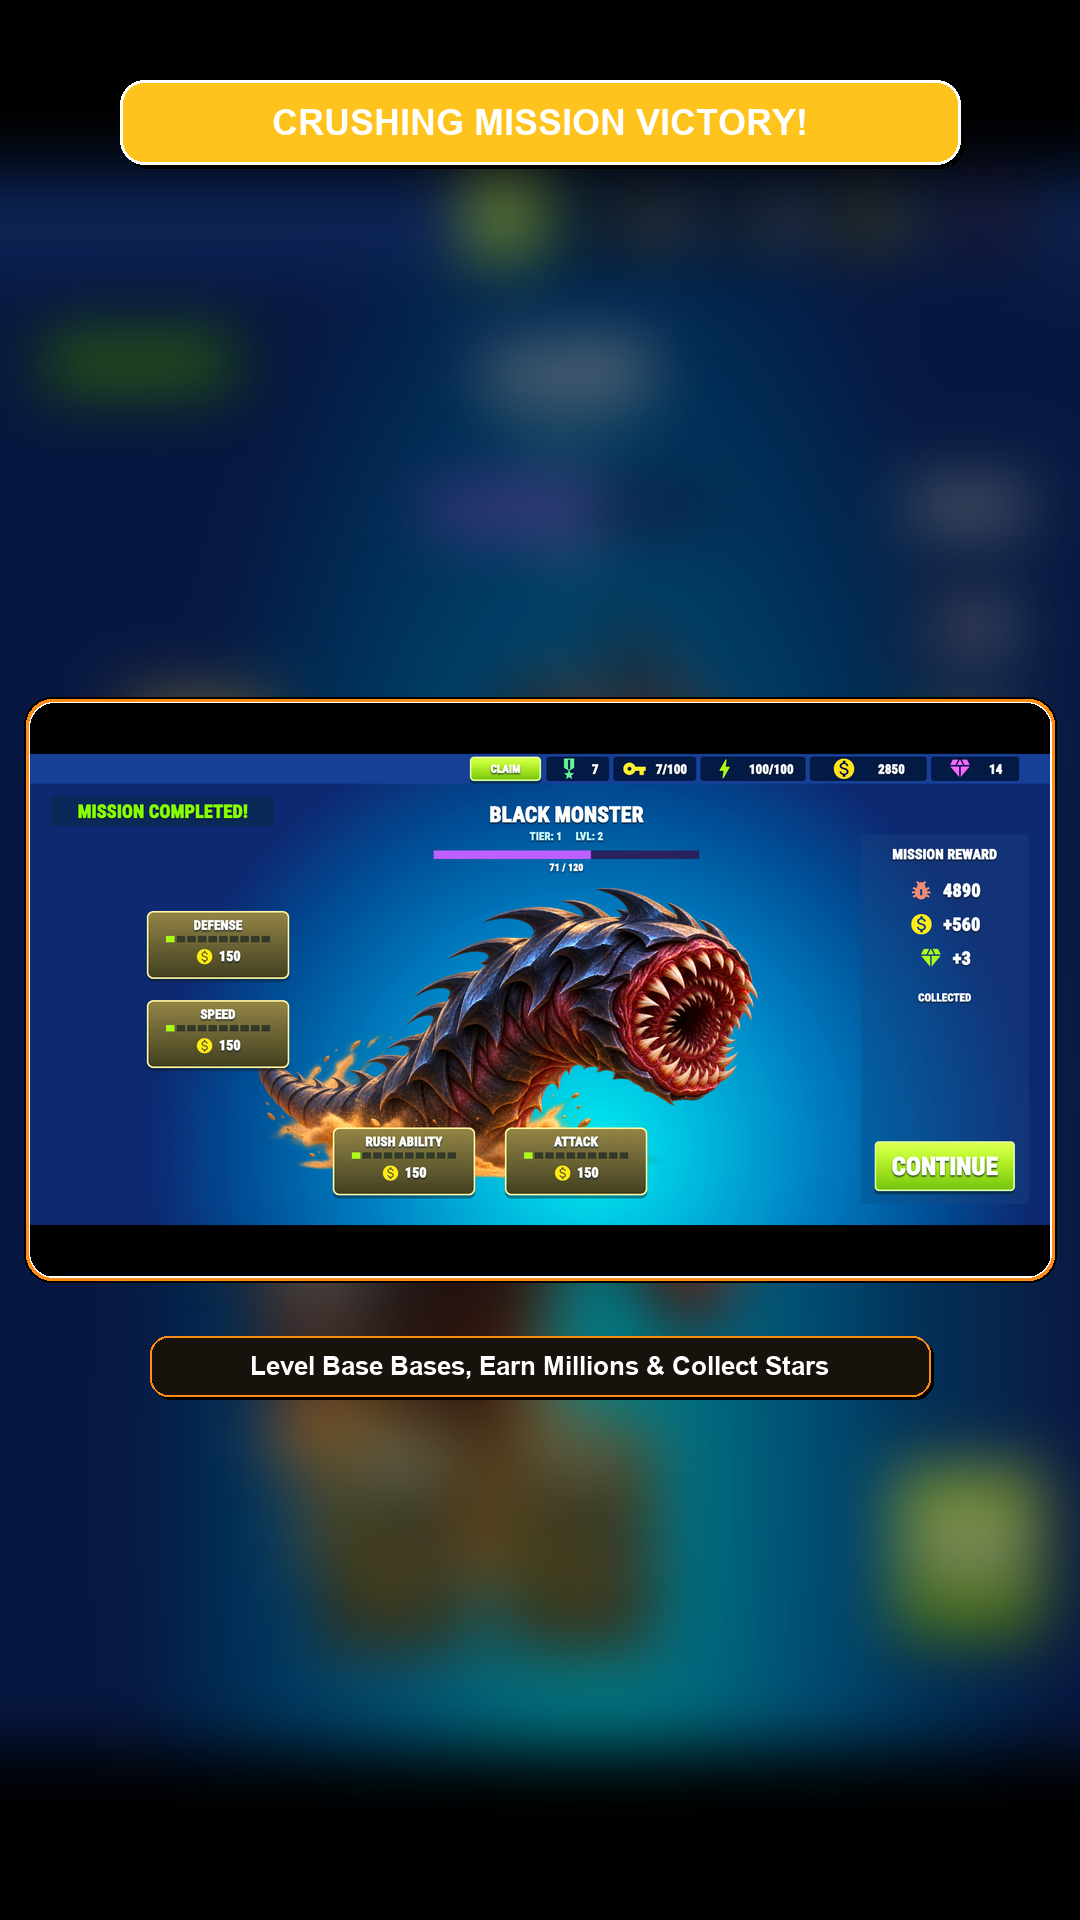 CRUSHING MISSION VICTORY!
CLAIM
7
7/100
100/100
2850
14
MISSION COMPLETED!
BLACK MONSTER
TIER: 1 LVL: 2
71 / 120
MISSION REWARD
4890
+560
+3
COLLECTED
DEFENSE
150
SPEED
150
RUSH ABILITY
150
ATTACK
150
CONTINUE
Level Base Bases, Earn Millions & Collect Stars